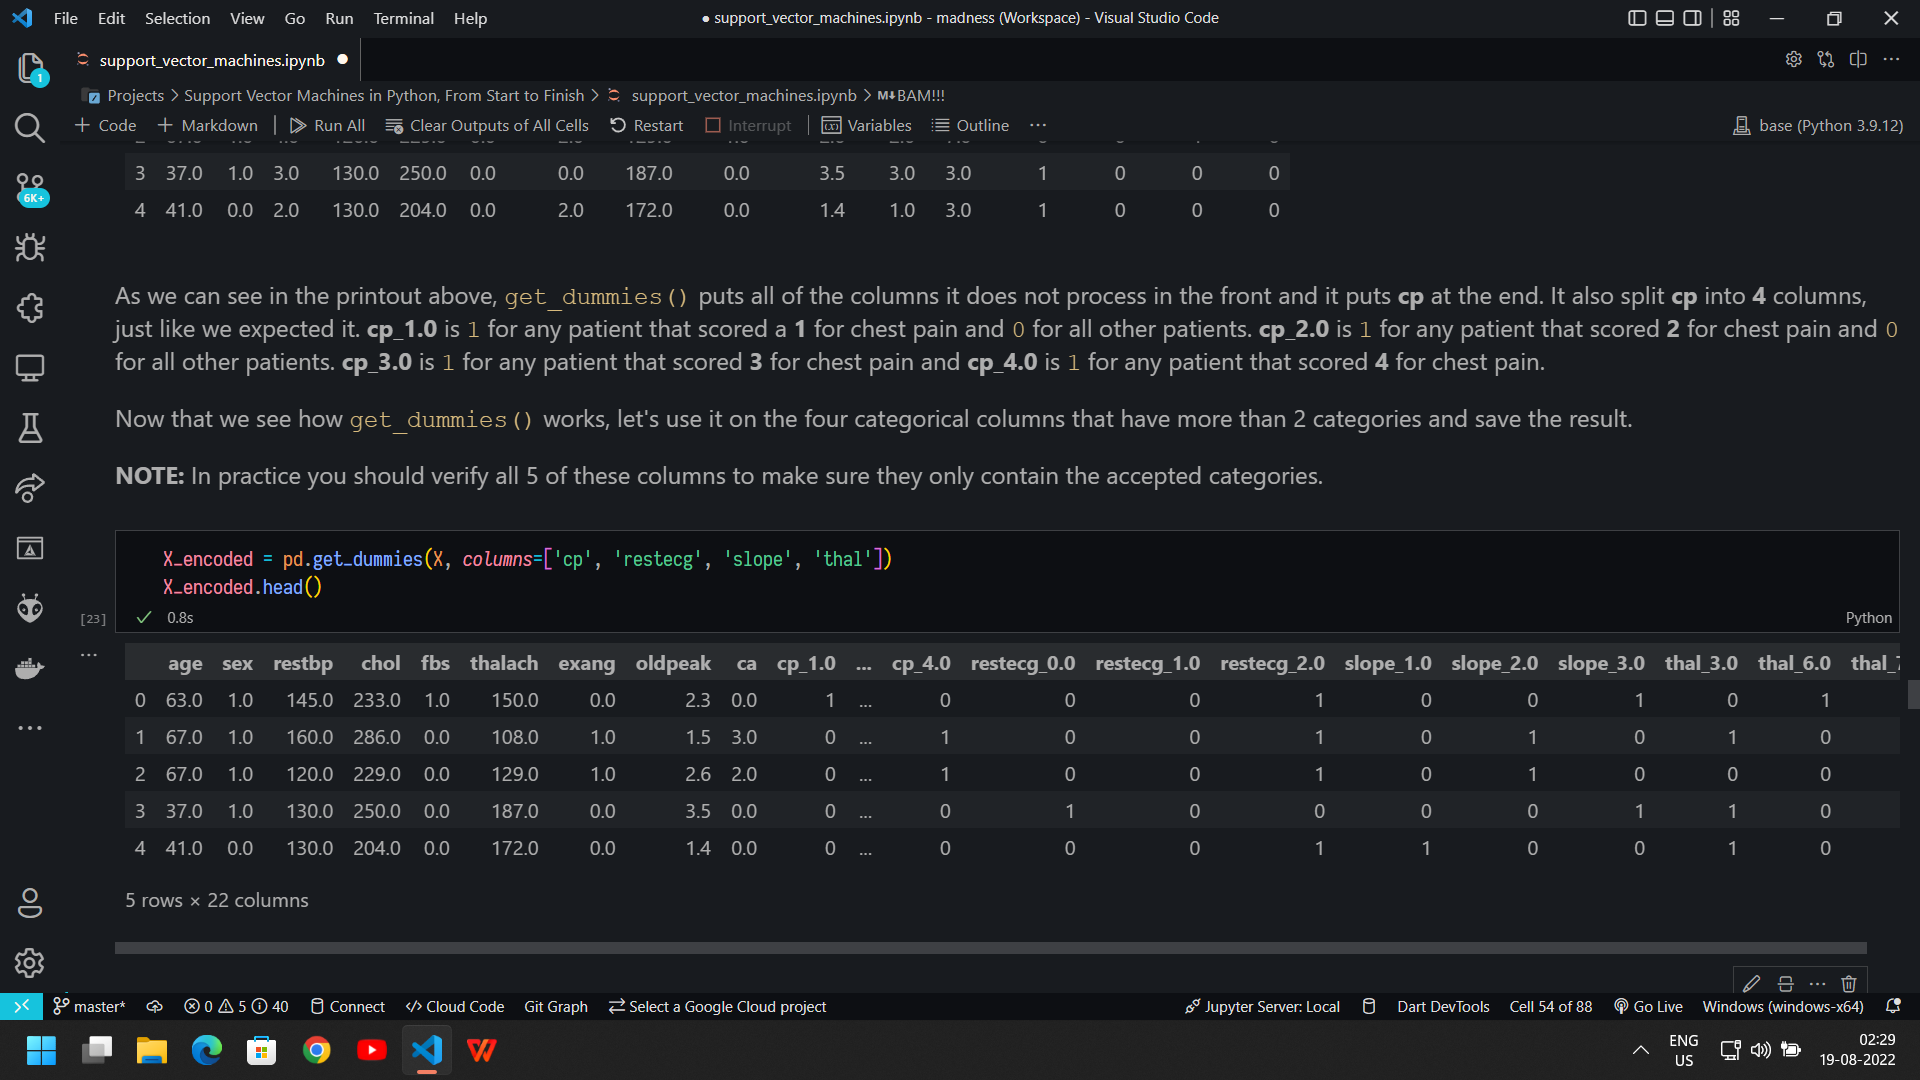 File Edit Selection View Go Run Terminal Help ● support_vector_machines.ipynb - madness (Workspace) - Visual Studio Code
support_vector_machines.ipynb ●
1
Projects > Support Vector Machines in Python, From Start to Finish > support_vector_machines.ipynb > M↓BAM!!!
+ Code + Markdown Run All Clear Outputs of All Cells Restart Interrupt Variables Outline ... base (Python 3.9.12)
3 37.0 1.0 3.0 130.0 250.0 0.0 0.0 187.0 0.0 3.5 3.0 3.0 1 0 0 0
6K+
4 41.0 0.0 2.0 130.0 204.0 0.0 2.0 172.0 0.0 1.4 1.0 3.0 1 0 0 0
As we can see in the printout above, get_dummies() puts all of the columns it does not process in the front and it puts cp at the end. It also split cp into 4 columns,
just like we expected it. cp_1.0 is 1 for any patient that scored a 1 for chest pain and 0 for all other patients. cp_2.0 is 1 for any patient that scored 2 for chest pain and 0
for all other patients. cp_3.0 is 1 for any patient that scored 3 for chest pain and cp_4.0 is 1 for any patient that scored 4 for chest pain.
Now that we see how get_dummies() works, let's use it on the four categorical columns that have more than 2 categories and save the result.
NOTE: In practice you should verify all 5 of these columns to make sure they only contain the accepted categories.
X_encoded = pd.get_dummies(X, columns=['cp', 'restecg', 'slope', 'thal'])
X_encoded.head()
[23] ✓ 0.8s Python
...
age sex restbp chol fbs thalach exang oldpeak ca cp_1.0 ... cp_4.0 restecg_0.0 restecg_1.0 restecg_2.0 slope_1.0 slope_2.0 slope_3.0 thal_3.0 thal_6.0 thal_7
0 63.0 1.0 145.0 233.0 1.0 150.0 0.0 2.3 0.0 1 ... 0 0 0 1 0 0 1 0 1
1 67.0 1.0 160.0 286.0 0.0 108.0 1.0 1.5 3.0 0 ... 1 0 0 1 0 1 0 1 0
2 67.0 1.0 120.0 229.0 0.0 129.0 1.0 2.6 2.0 0 ... 1 0 0 1 0 1 0 0 0
3 37.0 1.0 130.0 250.0 0.0 187.0 0.0 3.5 0.0 0 ... 0 1 0 0 0 0 1 1 0
4 41.0 0.0 130.0 204.0 0.0 172.0 0.0 1.4 0.0 0 ... 0 0 0 1 1 0 0 1 0
5 rows × 22 columns
master* 0 5 40 Connect Cloud Code Git Graph Select a Google Cloud project Jupyter Server: Local Dart DevTools Cell 54 of 88 Go Live Windows (windows-x64)
ENG 02:29
US 19-08-2022